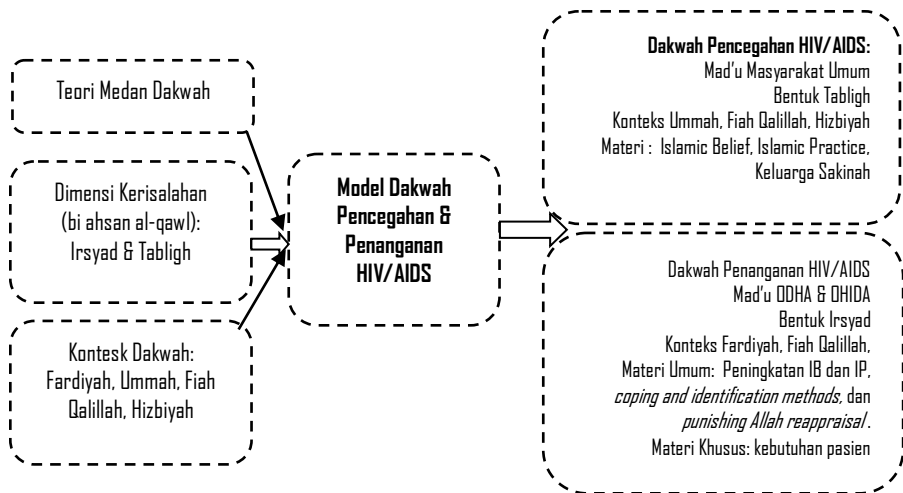 Teori Medan Dakwah
Dimensi Kerisalahan
(bi ahsan al-qawl):
Irsyad & Tabligh
Kontesk Dakwah:
Fardiyah, Ummah, Fiah
Qalillah, Hizbiyah
Model Dakwah
Pencegahan &
Penanganan
HIV/AIDS
Dakwah Pencegahan HIV/AIDS:
Mad'u Masyarakat Umum
Bentuk Tabligh
Konteks Ummah, Fiah Qalillah, Hizbiyah
Materi : Islamic Belief, Islamic Practice,
Keluarga Sakinah
Dakwah Penanganan HIV/AIDS
Mad'u ODHA & OHIDA
Bentuk Irsyad
Konteks Fardiyah, Fiah Qalillah,
Materi Umum: Peningkatan IB dan IP,
coping and identification methods, dan
punishing Allah reappraisal .
Materi Khusus: kebutuhan pasien